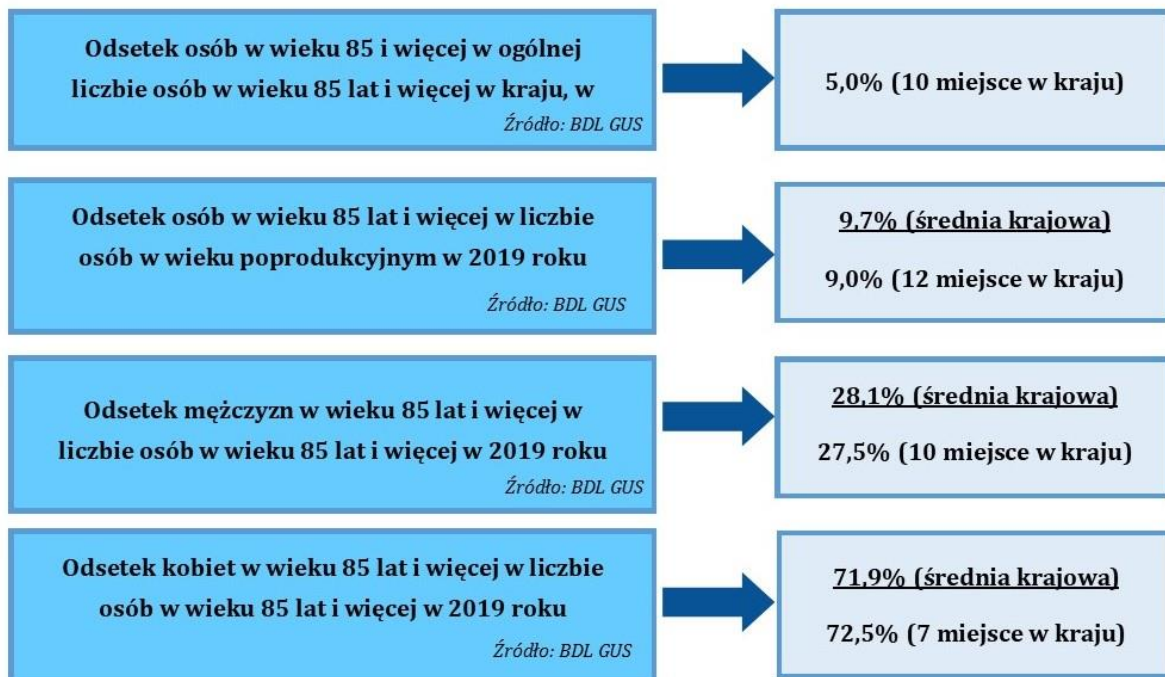 Odsetek osób w wieku 85 i więcej w ogólnej
liczbie osób w wieku 85 lat i więcej w kraju, w
Źródło: BDL GUS
5,0% (10 miejsce w kraju)
Odsetek osób w wieku 85 lat i więcej w liczbie
osób w wieku poprodukcyjnym w 2019 roku
Źródło: BDL GUS
9,7% (średnia krajowa)
9,0% (12 miejsce w kraju)
Odsetek mężczyzn w wieku 85 lat i więcej w
liczbie osób w wieku 85 lat i więcej w 2019 roku
Źródło: BDL GUS
28,1% (średnia krajowa)
27,5% (10 miejsce w kraju)
Odsetek kobiet w wieku 85 lat i więcej w liczbie
osób w wieku 85 lat i więcej w 2019 roku
Źródło: BDL GUS
71,9% (średnia krajowa)
72,5% (7 miejsce w kraju)